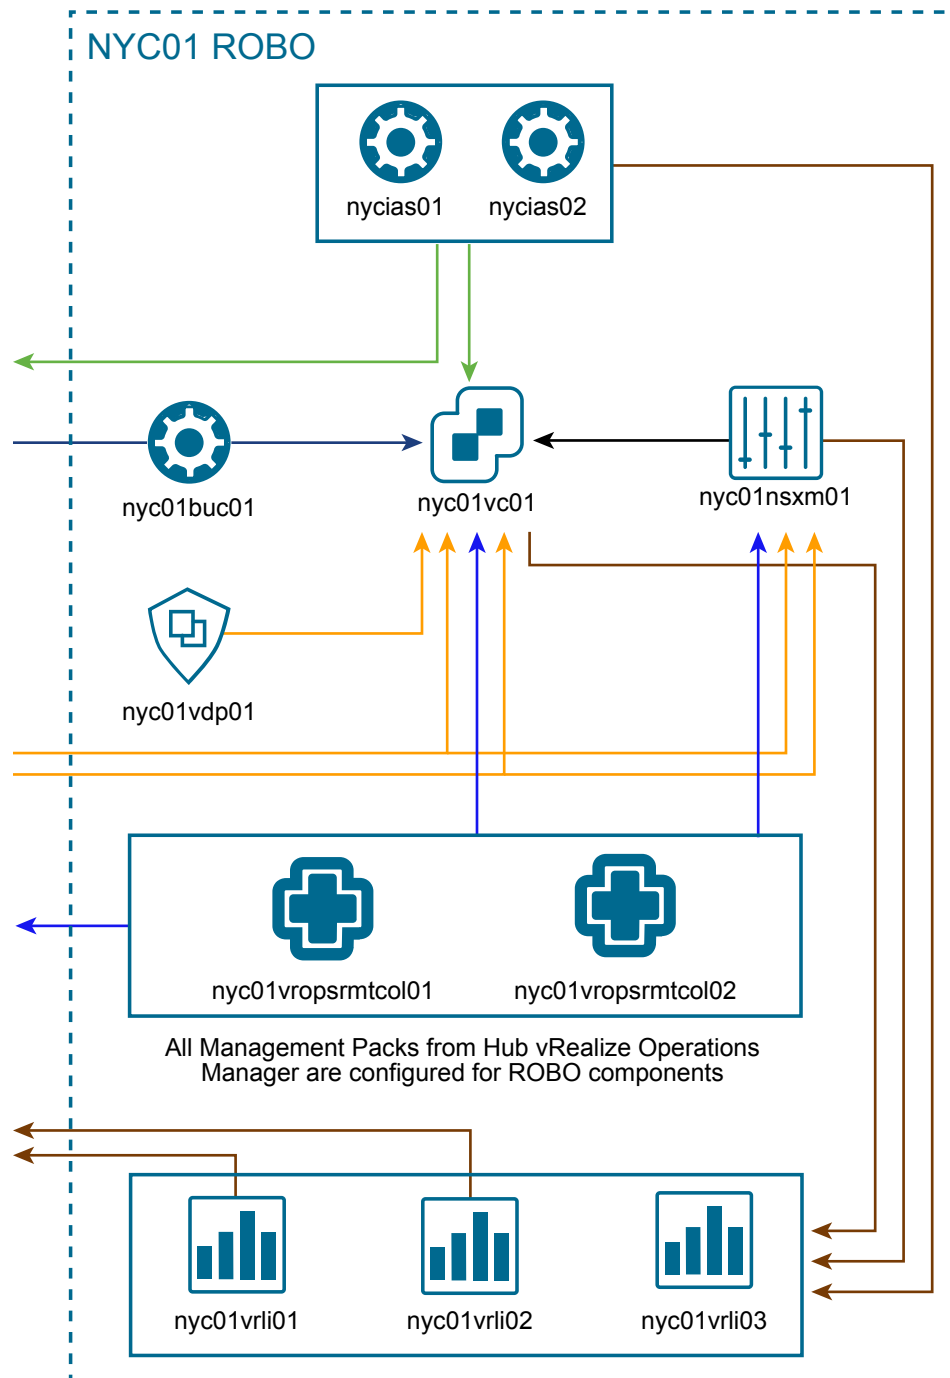 NYC01 ROBO
nycias01
nycias02
nyc01buc01
nyc01vc01
nyc01nsxm01
nyc01vdp01
nyc01vropsrmtcol01
nyc01vropsrmtcol02
All Management Packs from Hub vRealize Operations
Manager are configured for ROBO components
nyc01vrli01
nyc01vrli02
nyc01vrli03